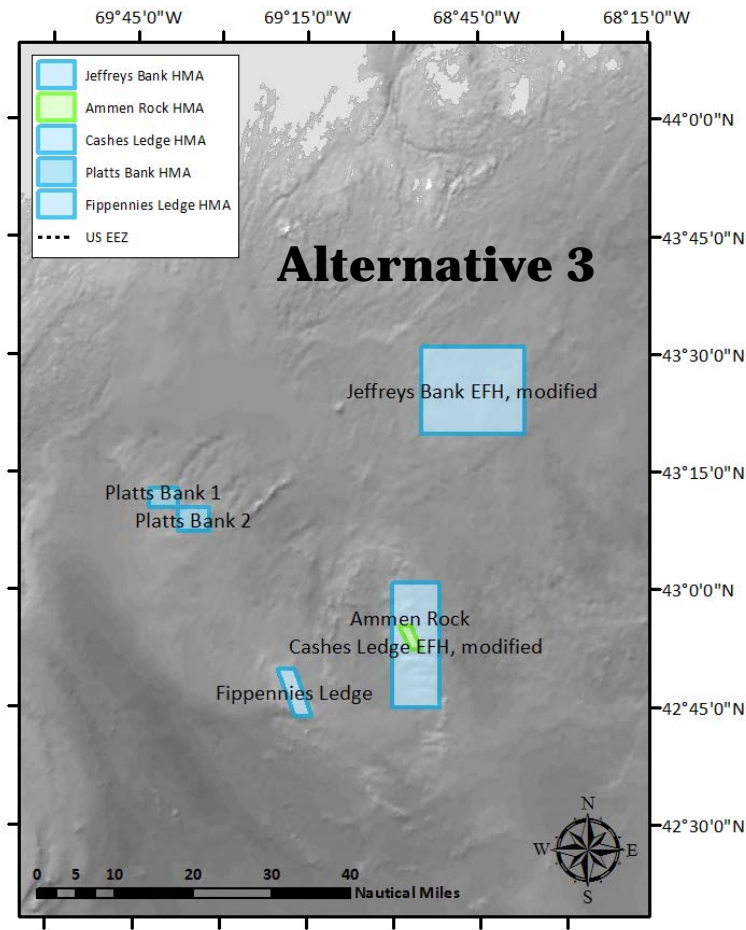 69°45'0"W 69°15'0"W 68°45'0"W 68°15'0"W
Jeffreys Bank HMA
Ammen Rock HMA
Cashes Ledge HMA
Platts Bank HMA
Fippennies Ledge HMA
US EEZ
44°0'0"N
43°45'0"N
Alternative 3
43°30'0"N
Jeffreys Bank EFH, modified
43°15'0"N
Platts Bank 1
Platts Bank 2
43°0'0"N
Ammen Rock
Cashes Ledge EFH, modified
Fippennies Ledge
42°45'0"N
42°30'0"N
N
W E
S
0 5 10 20 30 40
Nautical Miles